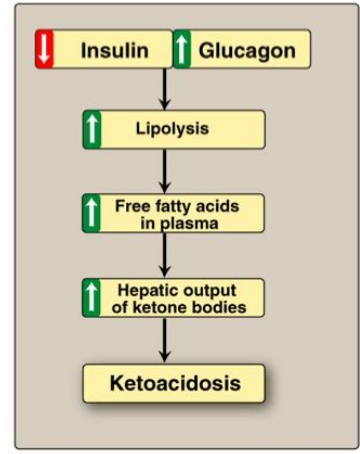 Insulin Glucagon
Lipolysis
Free fatty acids
in plasma
Hepatic output
of ketone bodies
Ketoacidosis